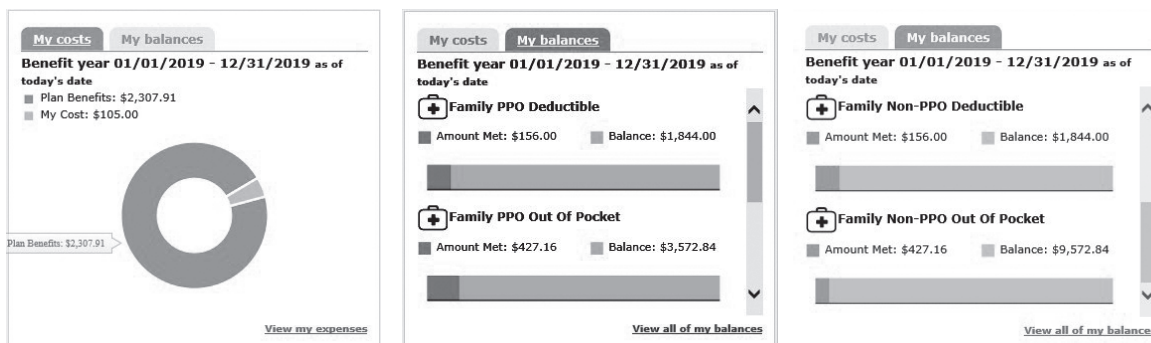 My costs My balances
Benefit year 01/01/2019 - 12/31/2019 as of
today's date
Plan Benefits: $2,307.91
My Cost: $105.00
Plan Benefits: $2,307.91
View my expenses
My costs My balances
Benefit year 01/01/2019 - 12/31/2019 as of
today's date
Family PPO Deductible
Amount Met: $156.00 Balance: $1,844.00
Family PPO Out Of Pocket
Amount Met: $427.16 Balance: $3,572.84
View all of my balances
My costs My balances
Benefit year 01/01/2019 - 12/31/2019 as of
today's date
Family Non-PPO Deductible
Amount Met: $156.00 Balance: $1,844.00
Family Non-PPO Out Of Pocket
Amount Met: $427.16 Balance: $9,572.84
View all of my balance